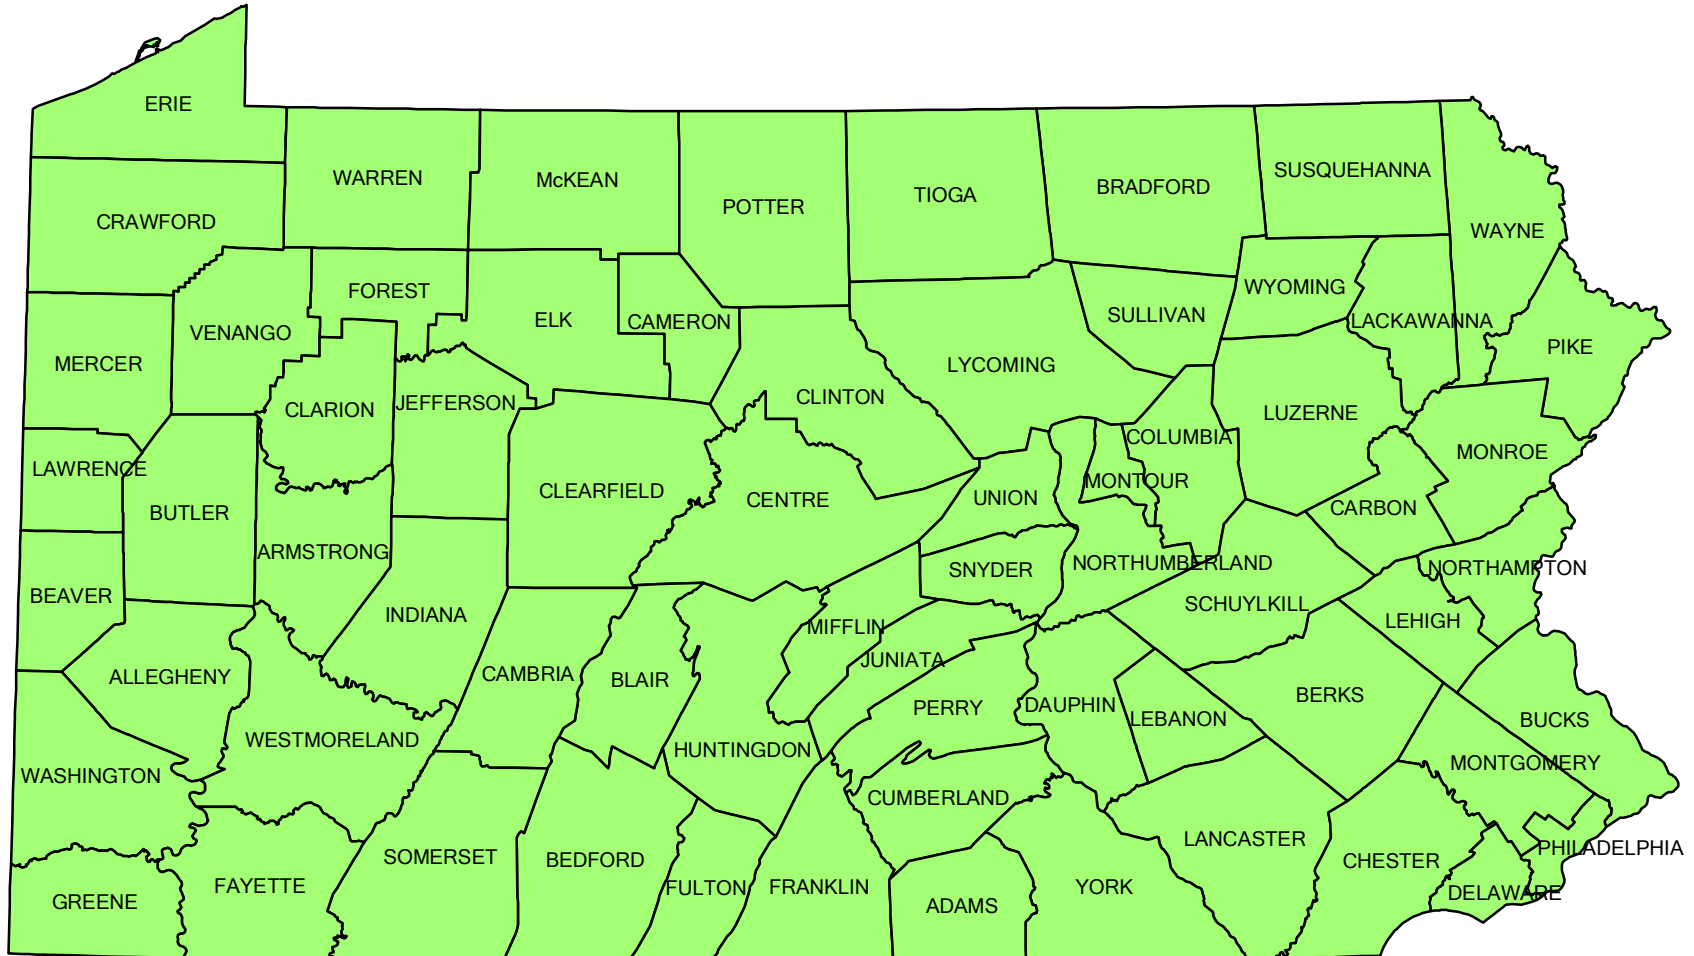 ERIE
WARREN
McKEAN
SUSQUEHANNA
BRADFORD
TIOGA
POTTER
CRAWFORD
WAYNE
FOREST
WYOMING
SULLIVAN
ELK
CAMERON
LACKAWANNA
VENANGO
PIKE
MERCER
LYCOMING
CLINTON
JEFFERSON
CLARION
LUZERNE
COLUMBIA
MONROE
LAWRENCE
MONTOUR
CLEARFIELD
CENTRE
UNION
CARBON
BUTLER
ARMSTRONG
NORTHUMBERLAND
NORTHAMPTON
SNYDER
BEAVER
SCHUYLKILL
INDIANA
LEHIGH
MIFFLIN
JUNIATA
CAMBRIA
ALLEGHENY
BLAIR
BERKS
DAUPHIN
PERRY
LEBANON
BUCKS
WESTMORELAND
HUNTINGDON
MONTGOMERY
WASHINGTON
CUMBERLAND
LANCASTER
PHILADELPHIA
SOMERSET
BEDFORD
CHESTER
FAYETTE
FULTON
FRANKLIN
YORK
DELAWARE
GREENE
ADAMS